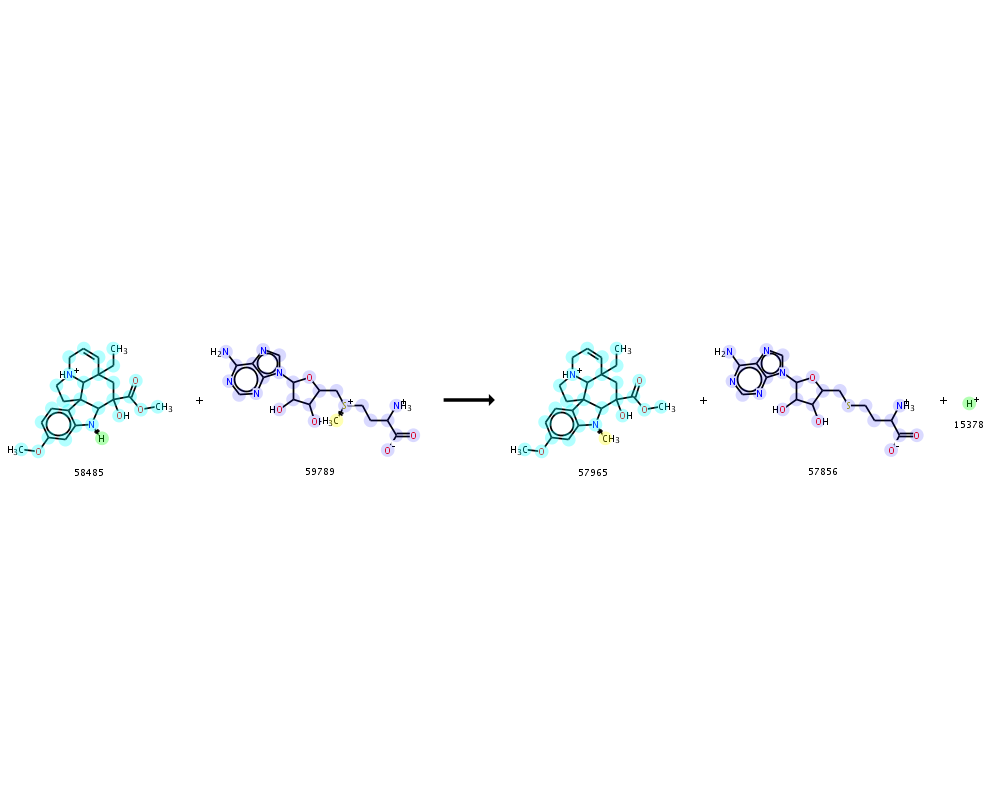 CH₃ CH₃
H₂N N N N
HN⁺ O N N O S⁺ NH₃⁺ HN⁺ O H₂N N N N N O S NH₃⁺
O CH₃ + HO OH H₃C O O⁻ O CH₃ + HO OH O O⁻ + H⁺
OH OH
N H N CH₃
H₃C O H₃C O
58485 59789 57965 57856 15378